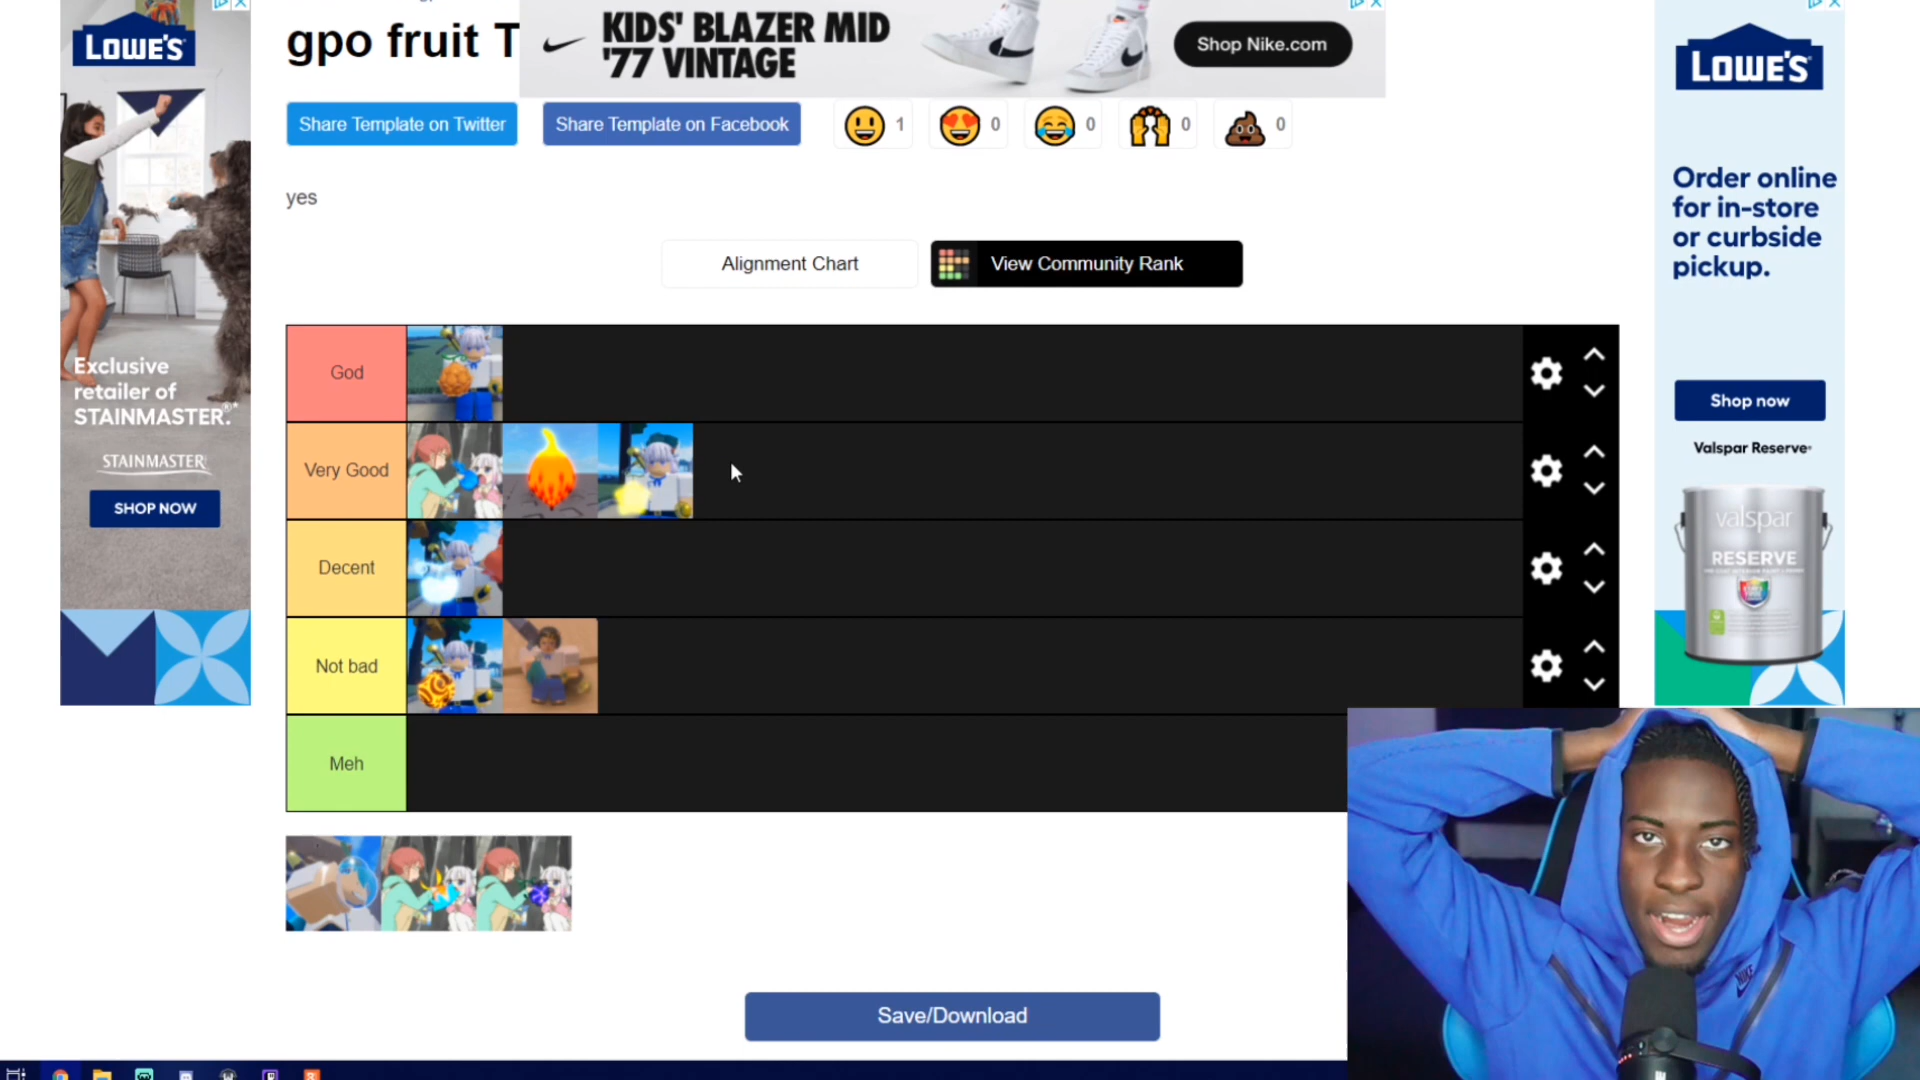 LOWE'S
gpo fruit T
KIDS' BLAZER MID
'77 VINTAGE
Shop Nike.com
LOWE'S
Share Template on Twitter
Share Template on Facebook
1
0
0
0
0
yes
Order online
for in-store
or curbside
pickup.
Alignment Chart
View Community Rank
Exclusive
retailer of
STAINMASTER.®*
STAINMASTER
SHOP NOW
God
Shop now
Valspar Reserve®
Very Good
valspar
RESERVE
Decent
Not bad
Meh
NIKE
Save/Download